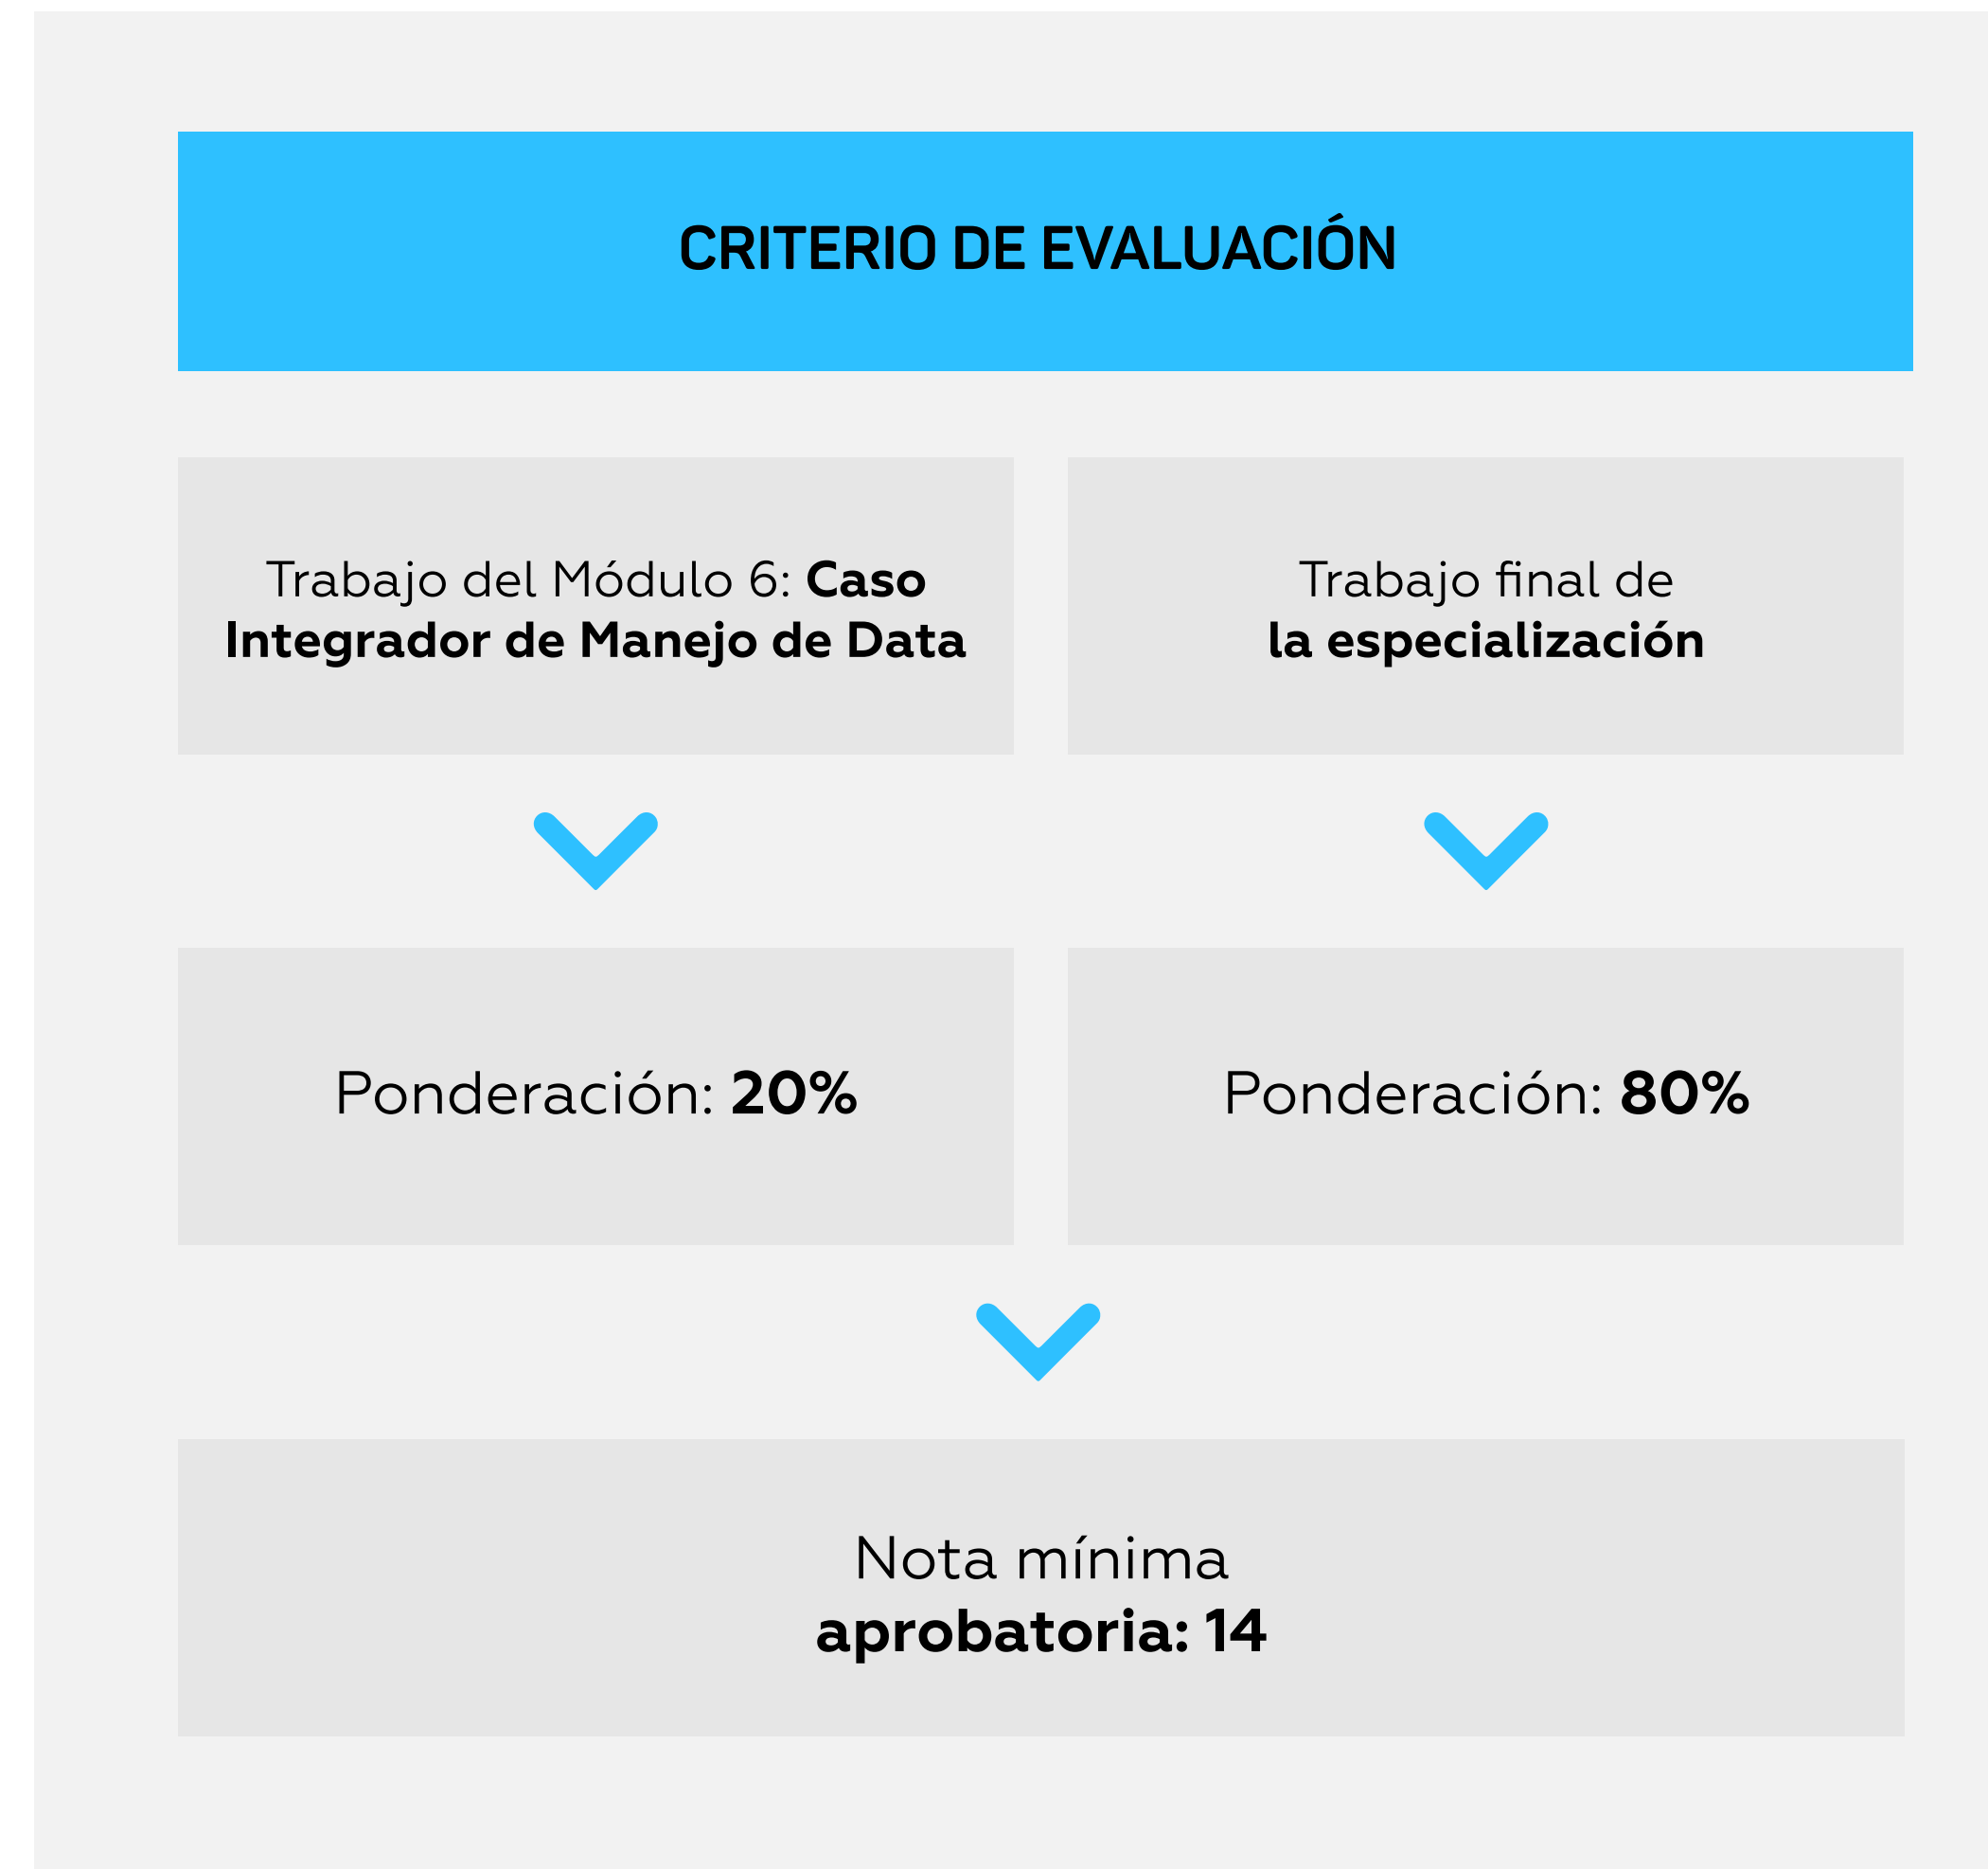 CRITERIO DE EVALUACIÓN
Trabajo del Módulo 6: Caso
Integrador de Manejo de Data
Trabajo final de
la especialización
Ponderación: 20%
Ponderación: 80%
Nota mínima
aprobatoria: 14